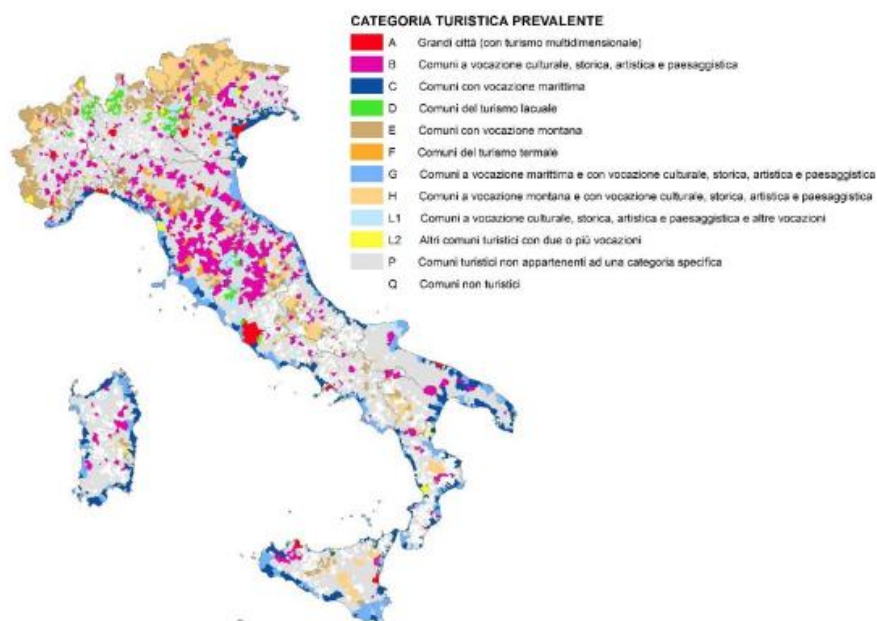 CATEGORIA TURISTICA PREVALENTE
A Grandi città (con turismo multidimensionale)
B Comuni a vocazione culturale, storica, artistica e paesaggistica
C Comuni con vocazione marittima
D Comuni del turismo lacuale
E Comuni con vocazione montana
F Comuni del turismo termale
G Comuni a vocazione marittima e con vocazione culturale, storica, artistica e paesaggistica
H Comuni a vocazione montana e con vocazione culturale, storica, artistica e paesaggistica
L1 Comuni a vocazione culturale, storica, artistica e paesaggistica e altre vocazioni
L2 Altri comuni turistici con due o più vocazioni
P Comuni turistici non appartenenti ad una categoria specifica
Q Comuni non turistici